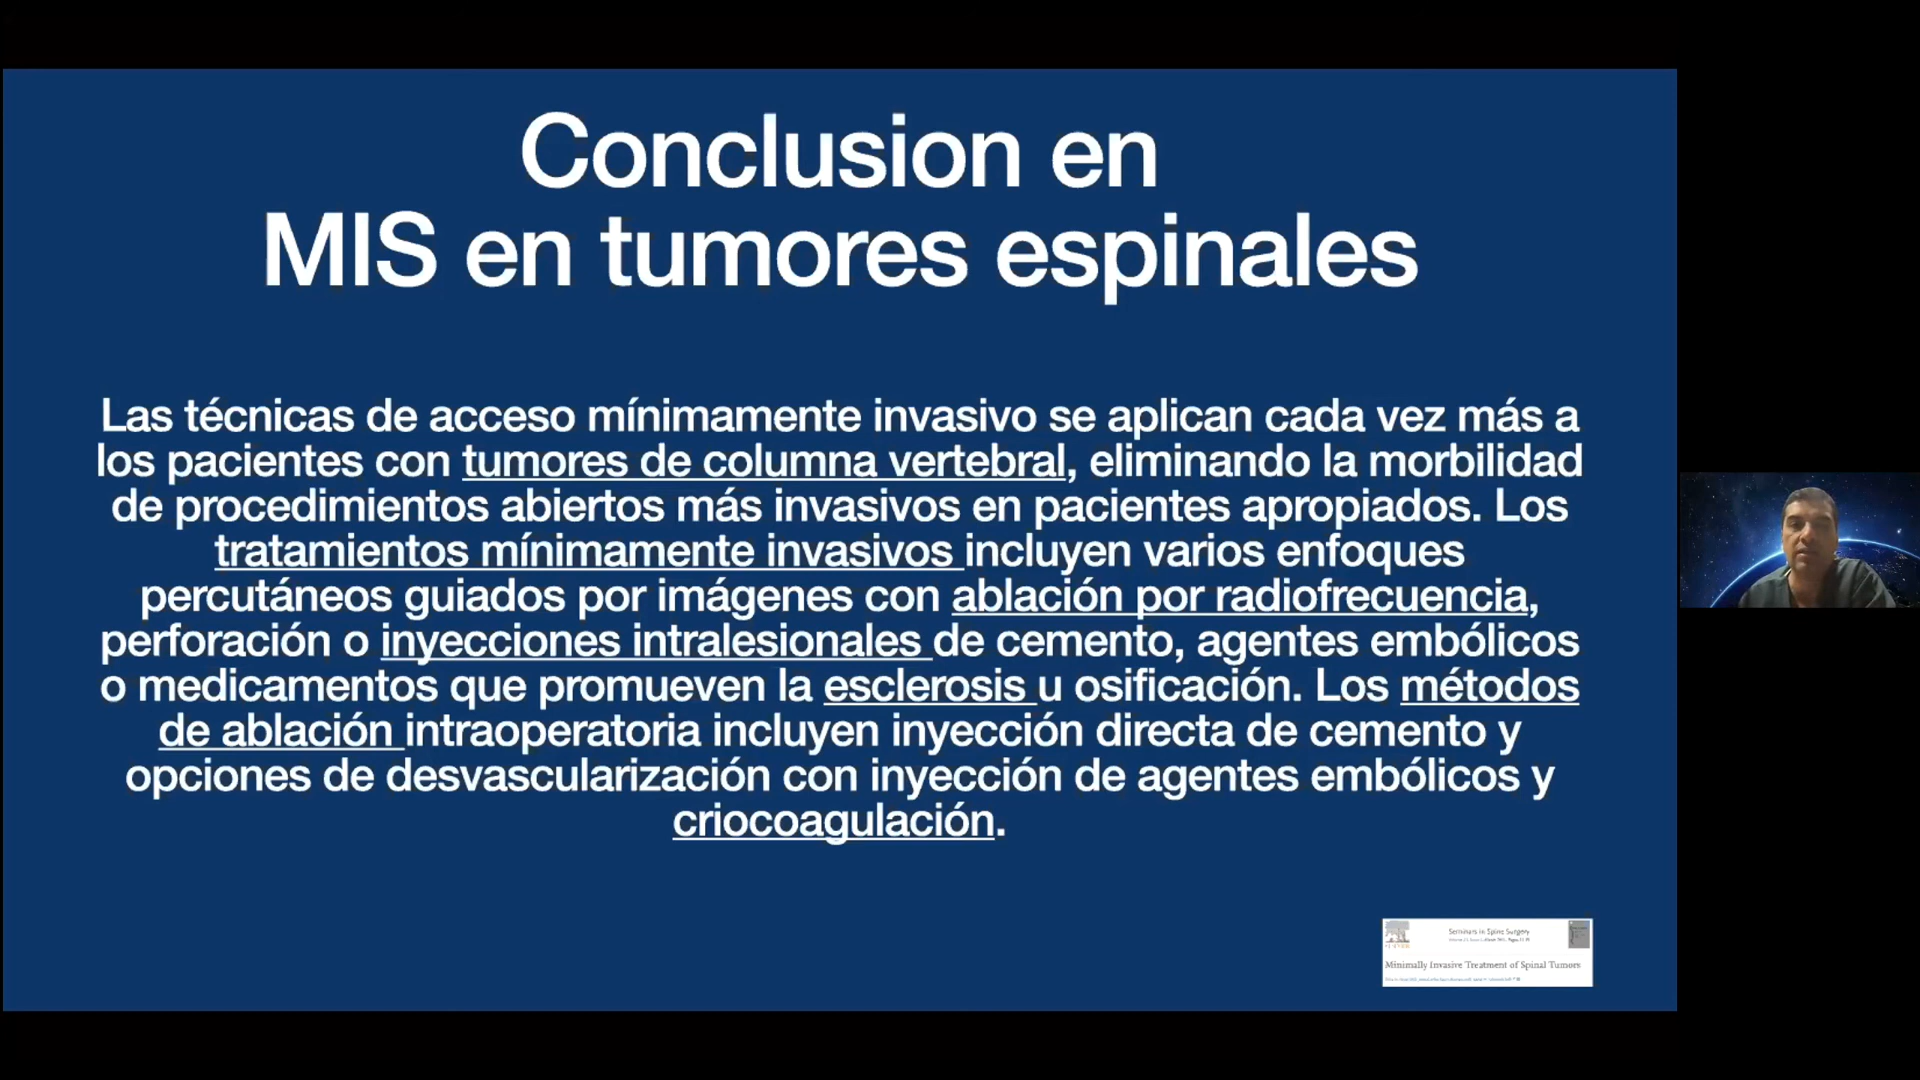 Conclusion en
MIS en tumores espinales
Las técnicas de acceso mínimamente invasivo se aplican cada vez más a
los pacientes con tumores de columna vertebral, eliminando la morbilidad
de procedimientos abiertos más invasivos en pacientes apropiados. Los
tratamientos mínimamente invasivos incluyen varios enfoques
percutáneos guiados por imágenes con ablación por radiofrecuencia,
perforación o inyecciones intralesionales de cemento, agentes embólicos
o medicamentos que promueven la esclerosis u osificación. Los métodos
de ablación intraoperatoria incluyen inyección directa de cemento y
opciones de desvascularización con inyección de agentes embólicos y
criocoagulación.
Seminars in Spine Surgery
Minimally Invasive Treatment of Spinal Tumors